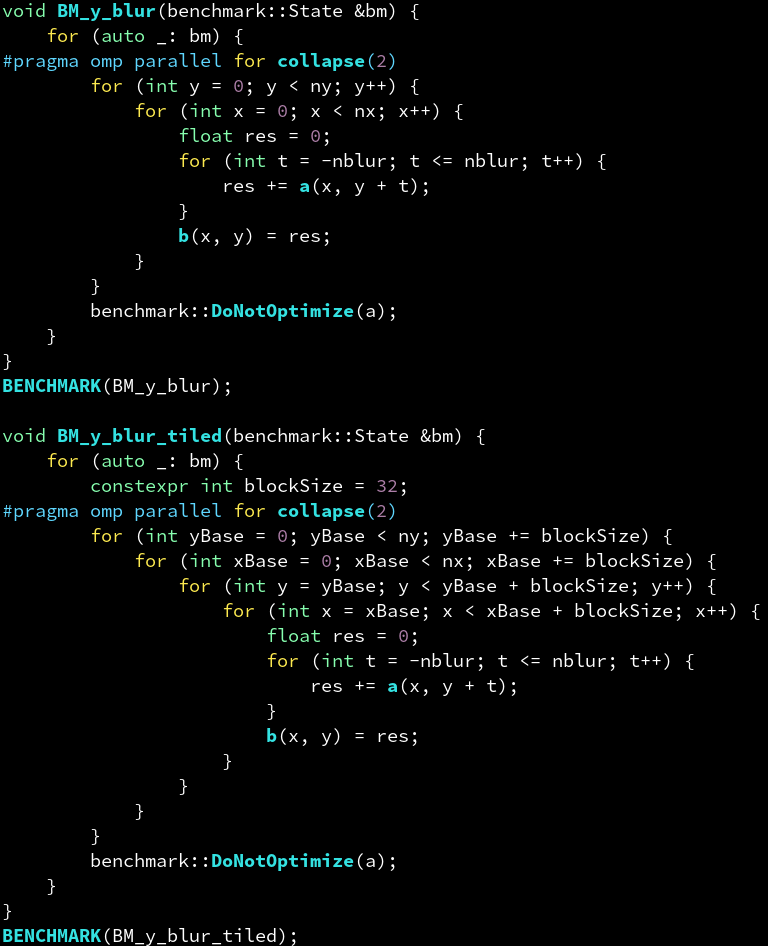 void BM_y_blur(benchmark::State &bm) {
    for (auto _: bm) {
#pragma omp parallel for collapse(2)
        for (int y = 0; y < ny; y++) {
            for (int x = 0; x < nx; x++) {
                float res = 0;
                for (int t = -nblur; t <= nblur; t++) {
                    res += a(x, y + t);
                }
                b(x, y) = res;
            }
        }
        benchmark::DoNotOptimize(a);
    }
}
BENCHMARK(BM_y_blur);

void BM_y_blur_tiled(benchmark::State &bm) {
    for (auto _: bm) {
        constexpr int blockSize = 32;
#pragma omp parallel for collapse(2)
        for (int yBase = 0; yBase < ny; yBase += blockSize) {
            for (int xBase = 0; xBase < nx; xBase += blockSize) {
                for (int y = yBase; y < yBase + blockSize; y++) {
                    for (int x = xBase; x < xBase + blockSize; x++) {
                        float res = 0;
                        for (int t = -nblur; t <= nblur; t++) {
                            res += a(x, y + t);
                        }
                        b(x, y) = res;
                    }
                }
            }
        }
        benchmark::DoNotOptimize(a);
    }
}
BENCHMARK(BM_y_blur_tiled);